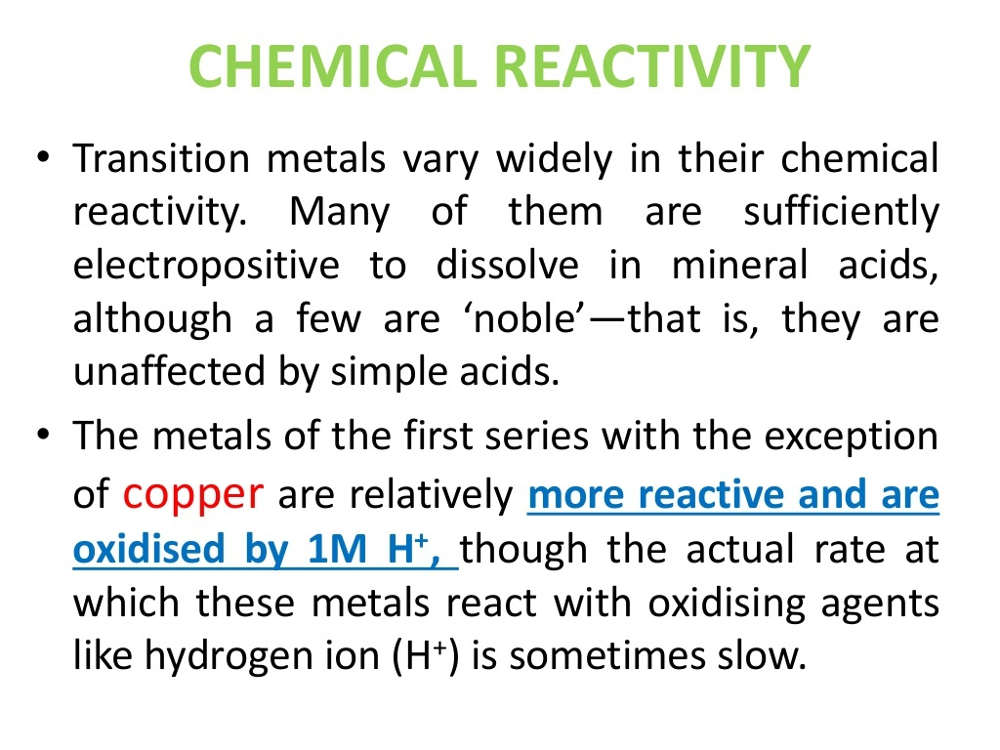 CHEMICAL REACTIVITY
• Transition metals vary widely in their chemical
reactivity. Many of them are sufficiently
electropositive to dissolve in mineral acids,
although a few are ‘noble’—that is, they are
unaffected by simple acids.
• The metals of the first series with the exception
of copper are relatively more reactive and are
oxidised by 1M H⁺, though the actual rate at
which these metals react with oxidising agents
like hydrogen ion (H⁺) is sometimes slow.